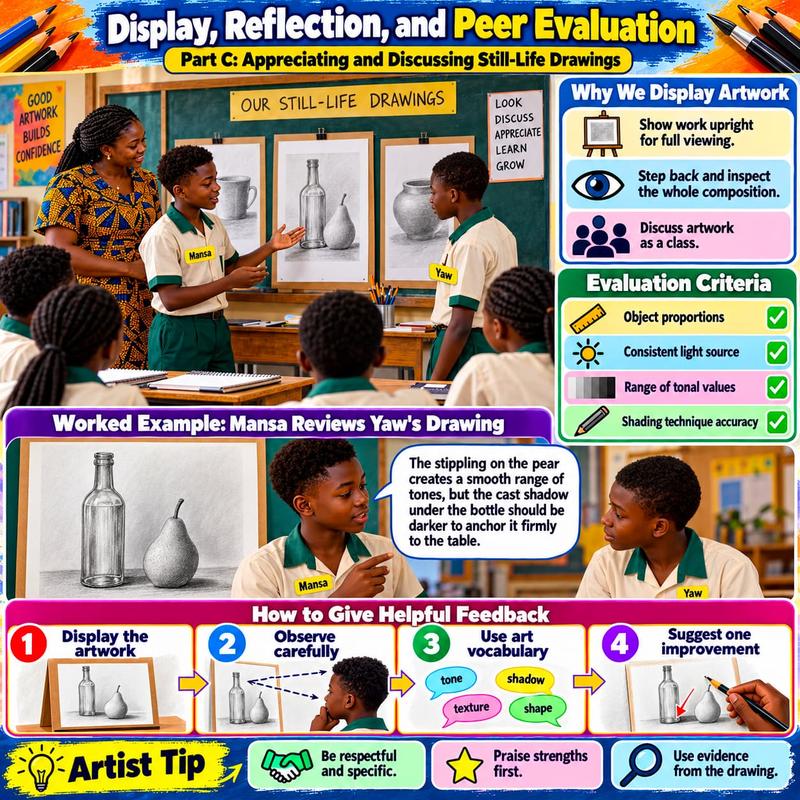 Display, Reflection, and Peer Evaluation
Part C: Appreciating and Discussing Still-Life Drawings
GOOD
ARTWORK
BUILDS
CONFIDENCE
OUR STILL-LIFE DRAWINGS
LOOK
DISCUSS
APPRECIATE
LEARN
GROW
Mansa
Yaw
Why We Display Artwork
Show work upright
for full viewing.
Step back and inspect
the whole composition.
Discuss artwork
as a class.
Evaluation Criteria
Object proportions
Consistent light source
Range of tonal values
Shading technique accuracy
Worked Example: Mansa Reviews Yaw's Drawing
The stippling on the pear
creates a smooth range of
tones, but the cast shadow
under the bottle should be
darker to anchor it firmly
to the table.
Mansa
Yaw
How to Give Helpful Feedback
1 Display the
artwork
2 Observe
carefully
3 Use art
vocabulary
tone
shadow
texture
shape
4 Suggest one
improvement
Artist Tip
Be respectful
and specific.
Praise strengths
first.
Use evidence
from the drawing.